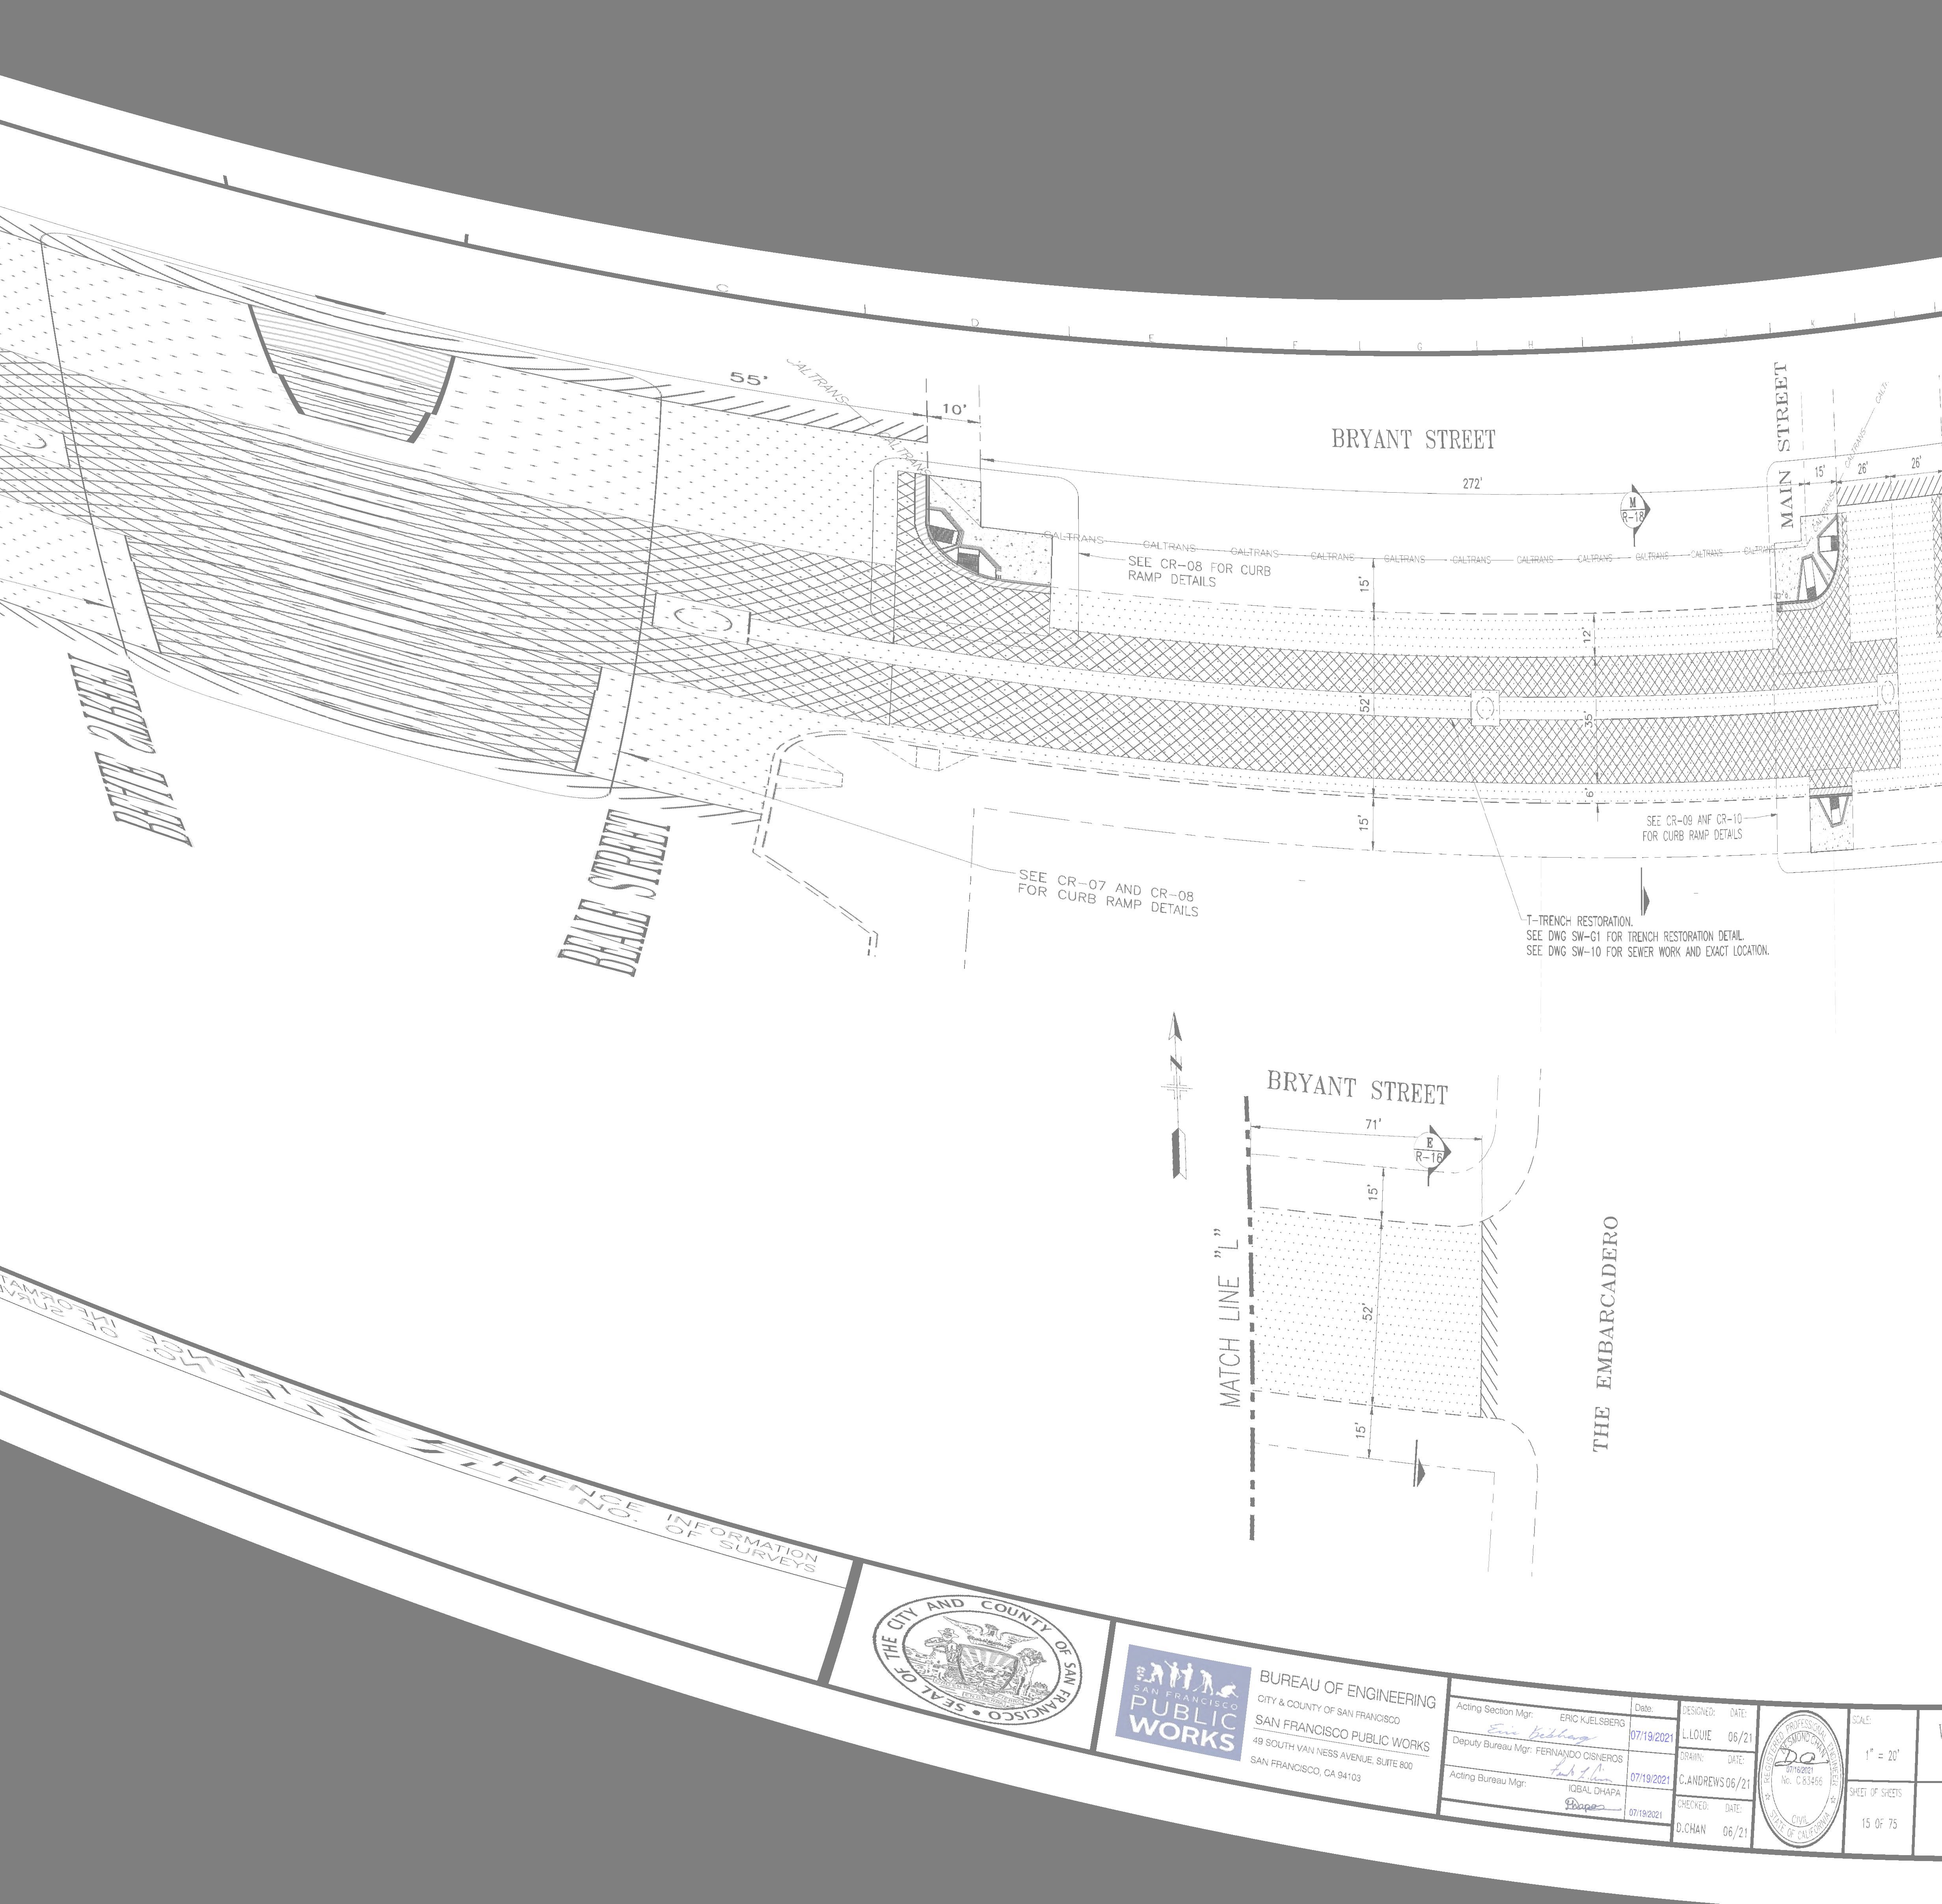 C
D
E
F
G
H
I
J
K
55'
CALTRANS
CALTRANS
10'
BRYANT STREET
272'
M
R-18
MAIN STREET
15'
26'
26'
CALTRANS
CALTRANS
CALTRANS CALTRANS CALTRANS CALTRANS CALTRANS CALTRANS CALTRANS CALTRANS CALTRANS CALTRANS CALTRANS
SEE CR-08 FOR CURB
RAMP DETAILS
15'
12'
52'
35'
6'
15'
SEE CR-09 ANF CR-10
FOR CURB RAMP DETAILS
BEALE STREET
SEE CR-07 AND CR-08
FOR CURB RAMP DETAILS
T-TRENCH RESTORATION.
SEE DWG SW-G1 FOR TRENCH RESTORATION DETAIL.
SEE DWG SW-10 FOR SEWER WORK AND EXACT LOCATION.
N
BRYANT STREET
71'
E
R-16
15'
MATCH LINE "L"
52'
15'
THE EMBARCADERO
INFORMATION
OF SURVEYS
SEAL OF THE CITY AND COUNTY OF SAN FRANCISCO
SAN FRANCISCO
PUBLIC
WORKS
BUREAU OF ENGINEERING
CITY & COUNTY OF SAN FRANCISCO
SAN FRANCISCO PUBLIC WORKS
49 SOUTH VAN NESS AVENUE, SUITE 800
SAN FRANCISCO, CA 94103
Date:
Acting Section Mgr: ERIC KJELSBERG
07/19/2021
Deputy Bureau Mgr: FERNANDO CISNEROS
07/19/2021
Acting Bureau Mgr: IQBAL DHAPA
07/19/2021
DESIGNED: DATE:
L.LOUIE 06/21
DRAWN: DATE:
C.ANDREWS 06/21
CHECKED: DATE:
D.CHAN 06/21
REGISTERED PROFESSIONAL ENGINEER
DESMOND CHAN
07/16/2021
No. C 83466
CIVIL
STATE OF CALIFORNIA
SCALE:
1" = 20'
SHEET OF SHEETS
15 OF 75